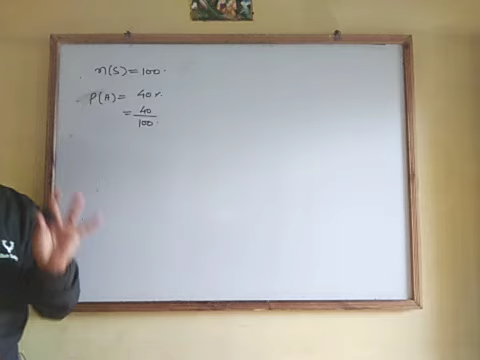 n(S) = 100.
P(A) = 40%
= 40/100.